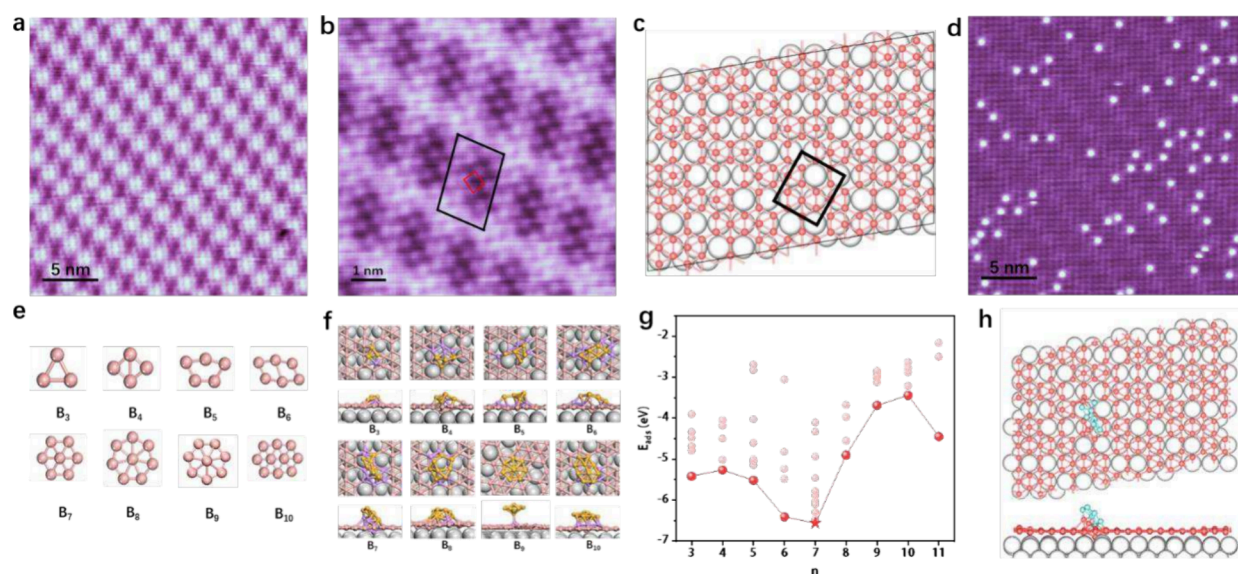 a
b
c
d
5 nm
1 nm
5 nm
e
f
g
h
B₃
B₄
B₅
B₆
B₇
B₈
B₉
B₁₀
B₃
B₄
B₅
B₆
B₇
B₈
B₉
B₁₀
Eads (eV)
-2
-3
-4
-5
-6
-7
3 4 5 6 7 8 9 10 11
n